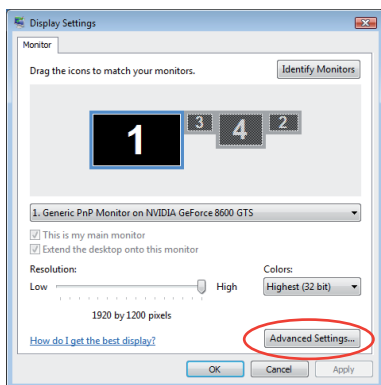 Display Settings
Monitor
Drag the icons to match your monitors.
Identify Monitors
1
3
4
2
1. Generic PnP Monitor on NVIDIA GeForce 8600 GTS
This is my main monitor
Extend the desktop onto this monitor
Resolution:
Colors:
Low
High
Highest (32 bit)
1920 by 1200 pixels
How do I get the best display?
Advanced Settings...
OK
Cancel
Apply